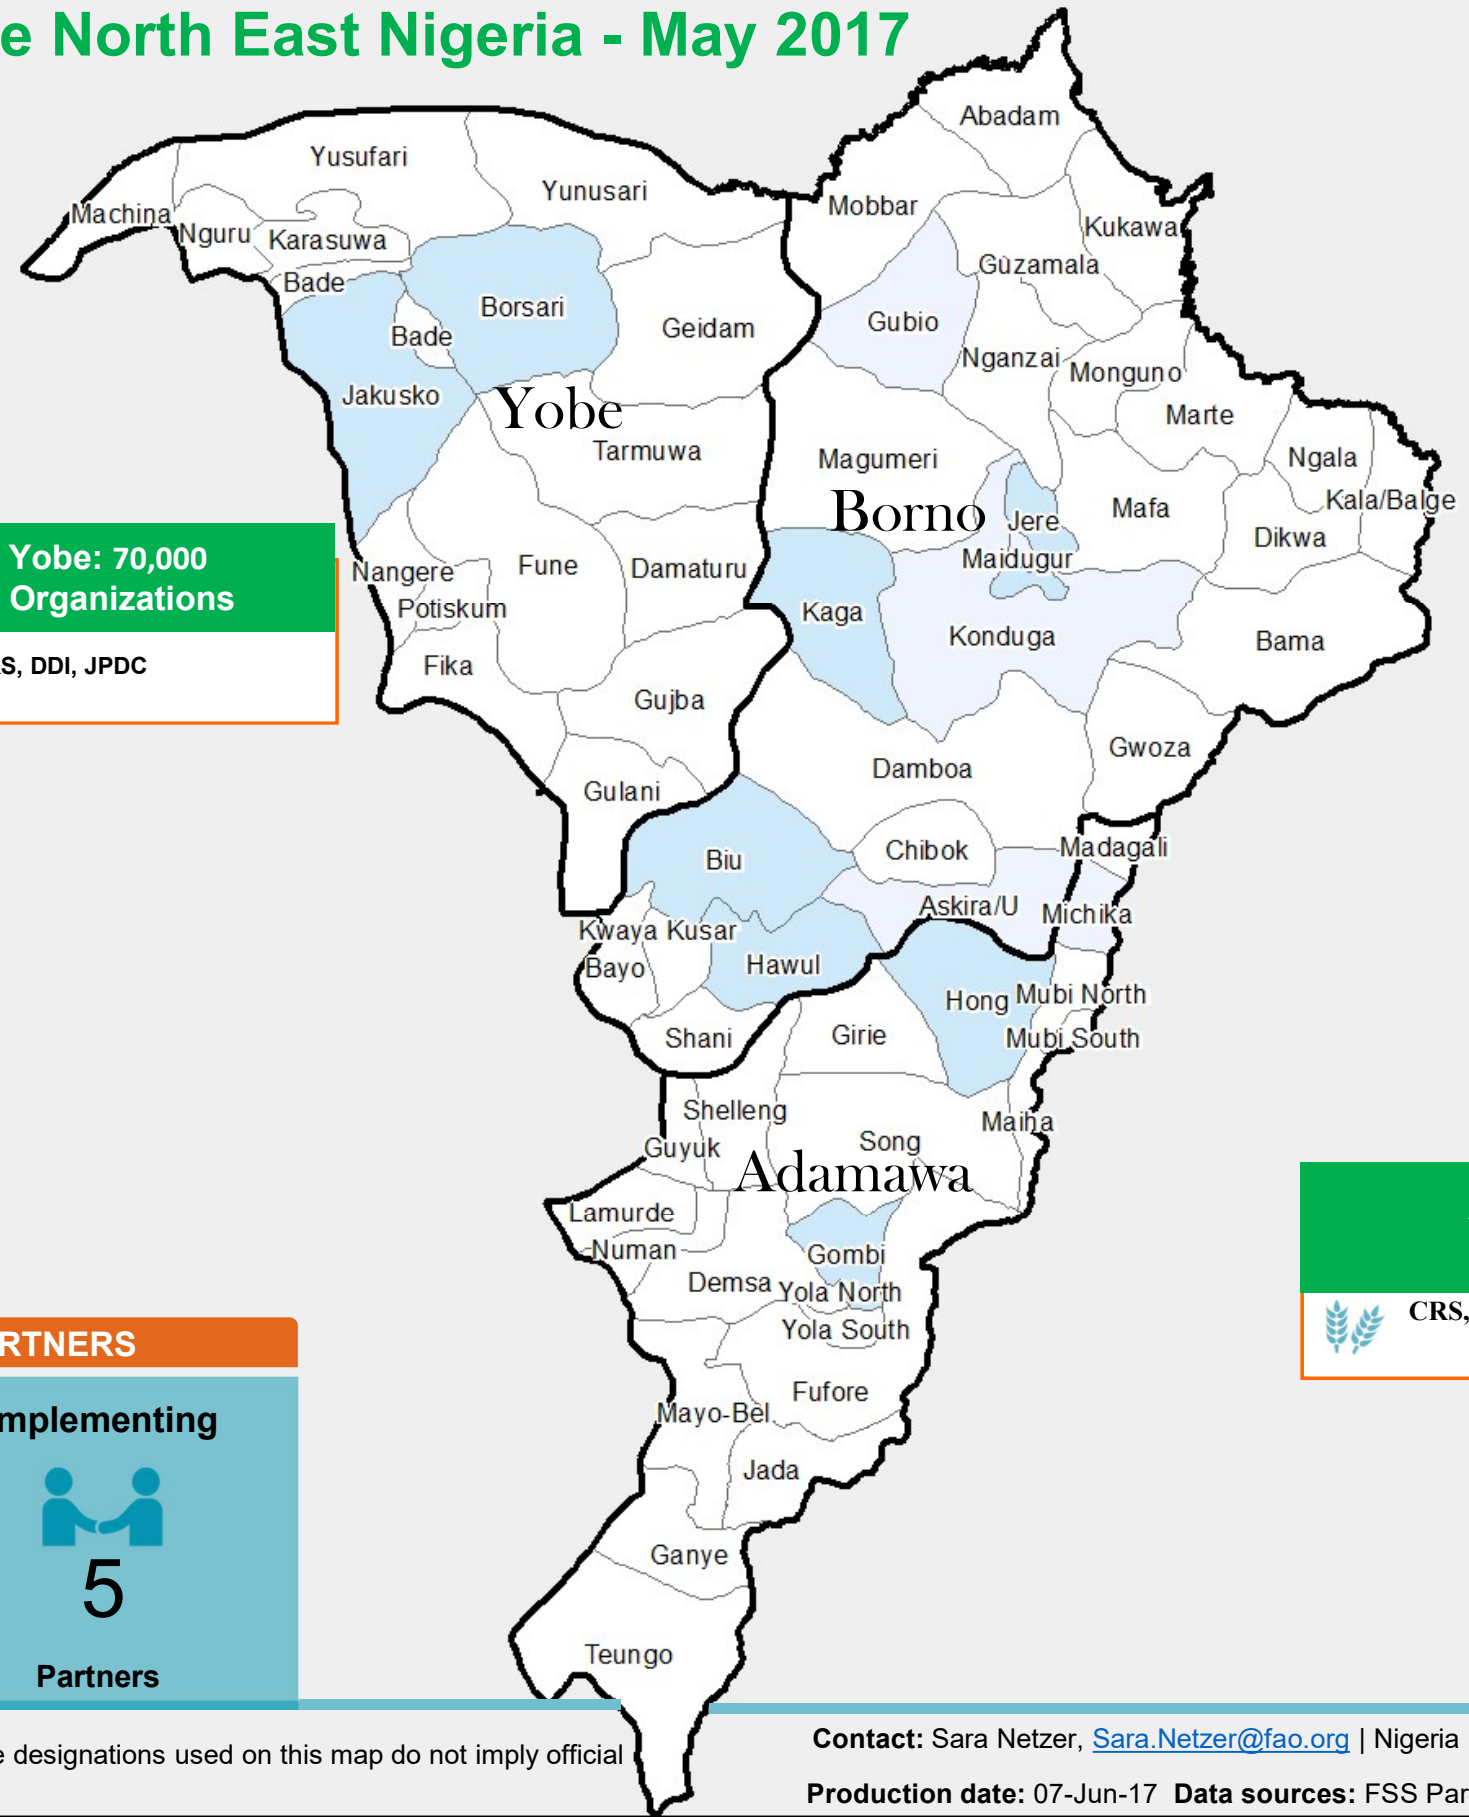 e North East Nigeria - May 2017
Abadam
Yusufari
Yunusari
Mobbar
Machina
Nguru
Karasuwa
Kukawa
Guzamala
Bade
Borsari
Gubio
Geidam
Bade
Nganzai
Monguno
Jakusko
Yobe
Marte
Tarmuwa
Magumeri
Ngala
Kala/Balge
Borno
Jere
Mafa
Dikwa
Yobe: 70,000
Organizations
Nangere
Fune
Damaturu
Maidugur
Potiskum
Kaga
Konduga
Bama
S, DDI, JPDC
Fika
Gujba
Gwoza
Damboa
Gulani
Chibok
Madagali
Biu
Askira/U
Michika
Kwaya Kusar
Bayo
Hawul
Hong
Mubi North
Shani
Girie
Mubi South
Shelleng
Maiha
Guyuk
Song
Adamawa
Lamurde
Numan
Gombi
Demsa
Yola North
Yola South
CRS,
RTNERS
Fufore
mplementing
Mayo-Bel
Jada
5
Ganye
Partners
Teungo
e designations used on this map do not imply official
Contact: Sara Netzer, Sara.Netzer@fao.org | Nigeria
Production date: 07-Jun-17 Data sources: FSS Par